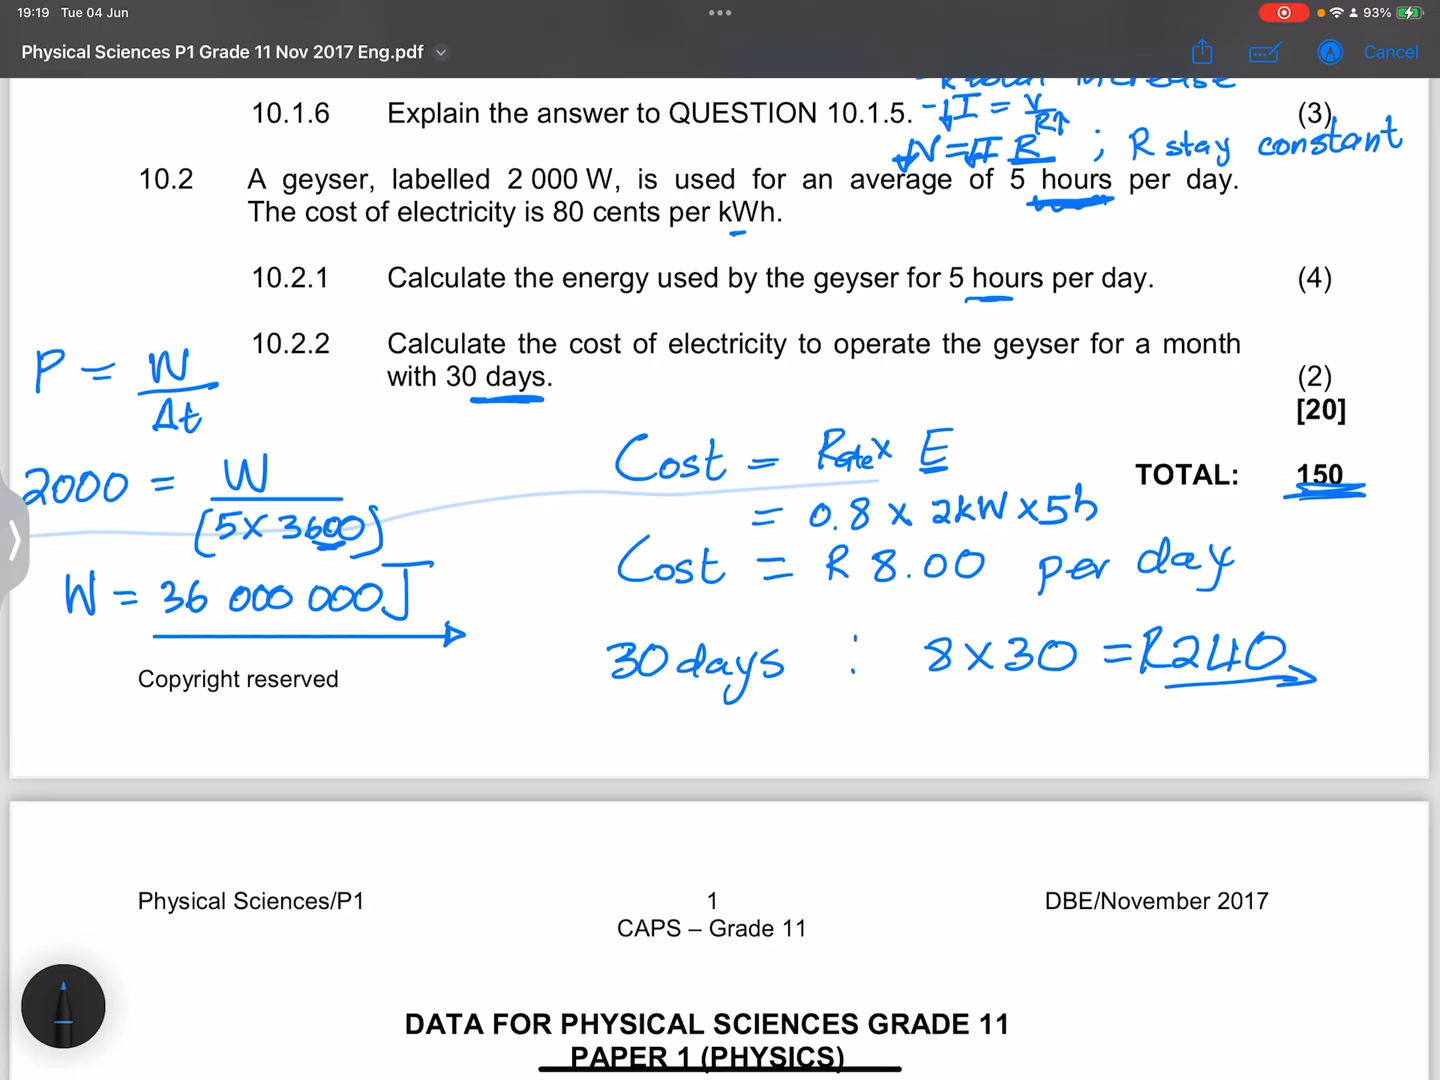 19:19 Tue 04 Jun
93%
Physical Sciences P1 Grade 11 Nov 2017 Eng.pdf
Cancel
R total increase
10.1.6 Explain the answer to QUESTION 10.1.5. (3)
- ↓I = V/R↑
↓V = ↓I R ; R stay constant
10.2 A geyser, labelled 2 000 W, is used for an average of 5 hours per day.
The cost of electricity is 80 cents per kWh.
10.2.1 Calculate the energy used by the geyser for 5 hours per day. (4)
10.2.2 Calculate the cost of electricity to operate the geyser for a month
with 30 days. (2)
[20]
TOTAL: 150
P = W/Δt
2000 = W/(5 × 3600)
W = 36 000 000J
Cost = Rate × E
= 0.8 × 2kW × 5h
Cost = R 8.00 per day
30 days : 8 × 30 = R240
Copyright reserved
Physical Sciences/P1 1 DBE/November 2017
CAPS – Grade 11
DATA FOR PHYSICAL SCIENCES GRADE 11
PAPER 1 (PHYSICS)